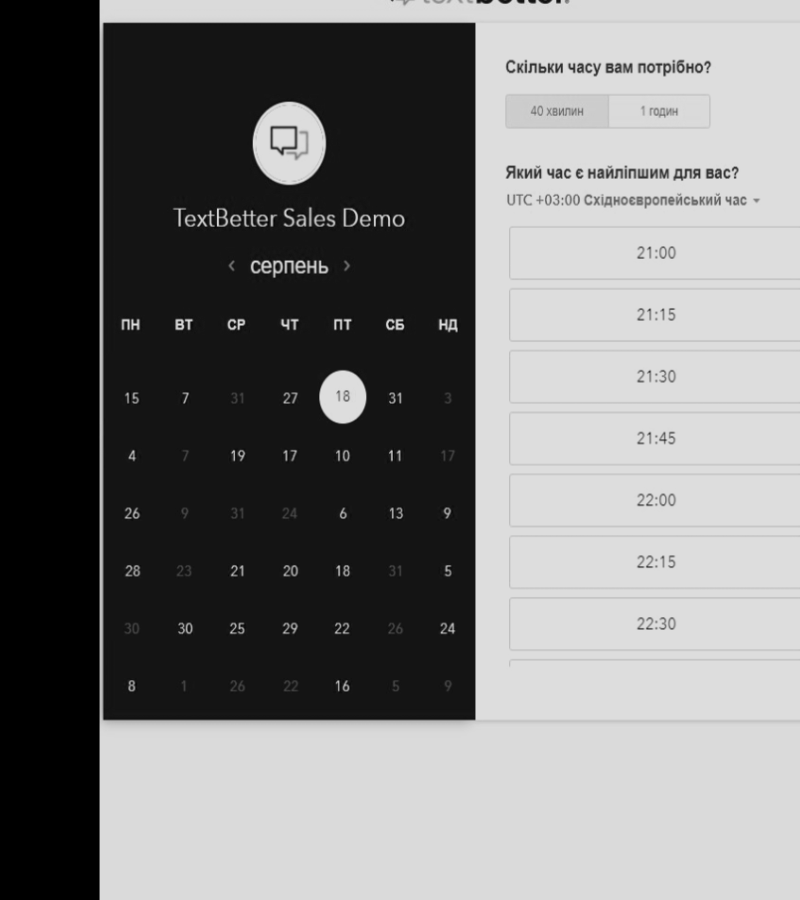 textbetter.
TextBetter Sales Demo
‹ серпень ›
ПН ВТ СР ЧТ ПТ СБ НД
15 7 31 27 18 31 3
4 7 19 17 10 11 17
26 9 31 24 6 13 9
28 23 21 20 18 31 5
30 30 25 29 22 26 24
8 1 26 22 16 5 9
Скільки часу вам потрібно?
40 хвилин 1 годин
Який час є найліпшим для вас?
UTC +03:00 Східноєвропейський час
21:00
21:15
21:30
21:45
22:00
22:15
22:30